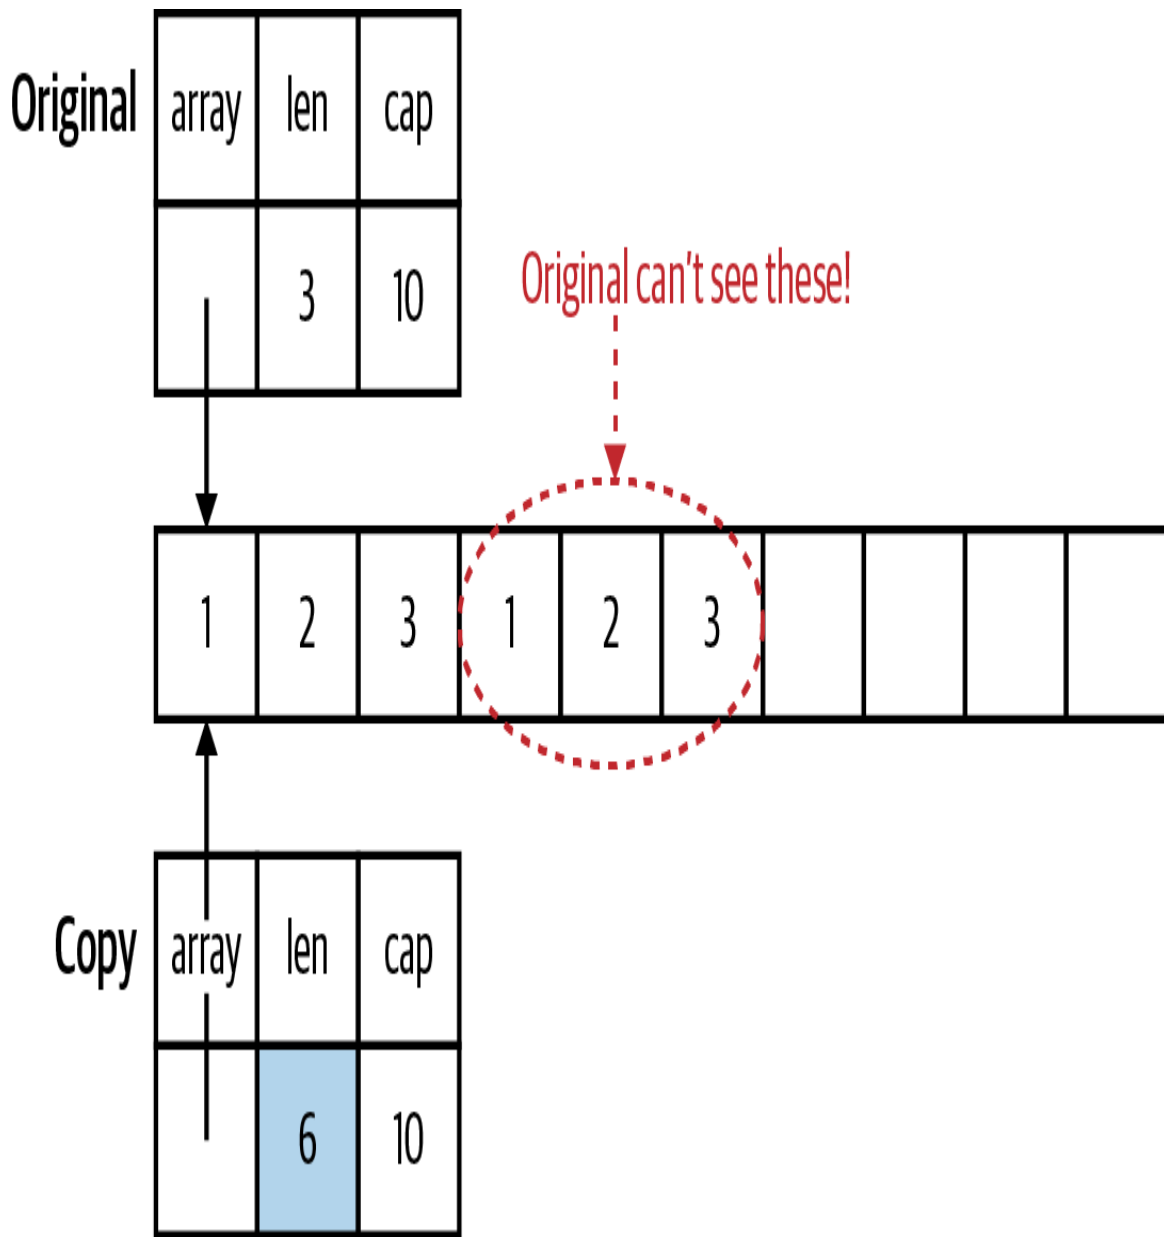 Original array len cap
3 10
Original can't see these!
1 2 3 1 2 3
Copy array len cap
6 10